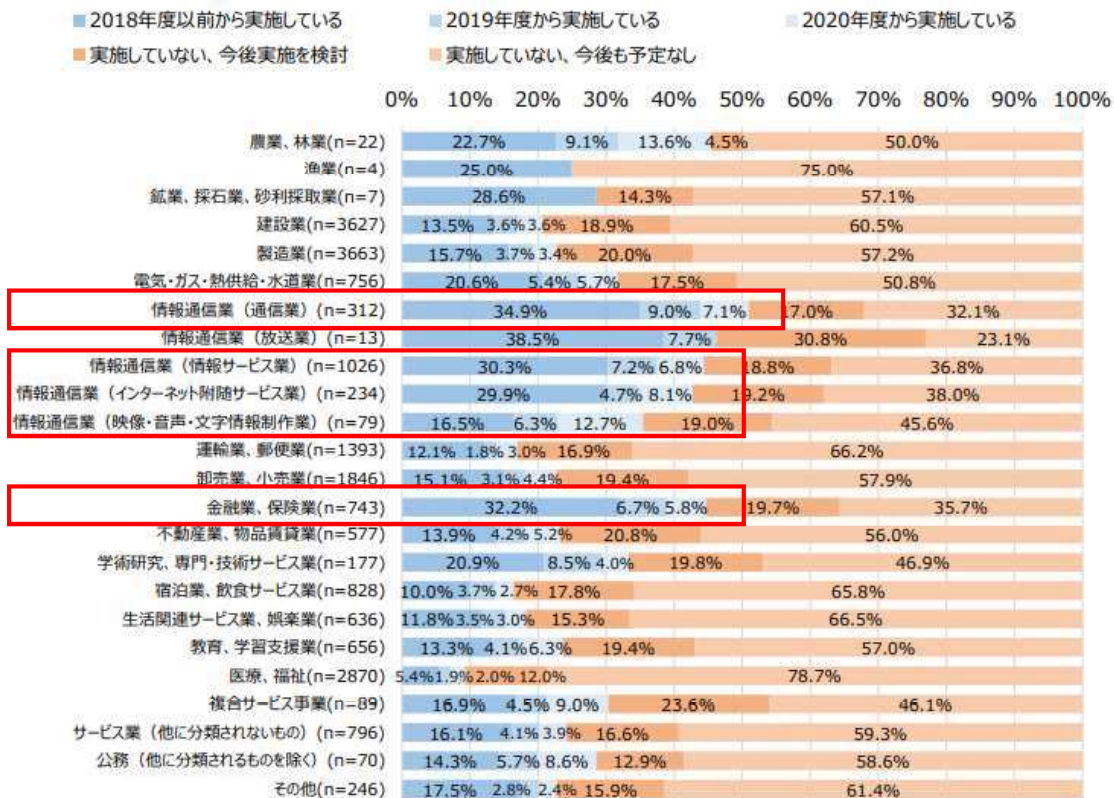 ■2018年度以前から実施している ■2019年度から実施している ■2020年度から実施している
■実施していない、今後実施を検討 ■実施していない、今後も予定なし
0% 10% 20% 30% 40% 50% 60% 70% 80% 90% 100%
農業、林業(n=22) 22.7% 9.1% 13.6% 4.5% 50.0%
漁業(n=4) 25.0% 75.0%
鉱業、採石業、砂利採取業(n=7) 28.6% 14.3% 57.1%
建設業(n=3627) 13.5% 3.6% 3.6% 18.9% 60.5%
製造業(n=3663) 15.7% 3.7% 3.4% 20.0% 57.2%
電気・ガス・熱供給・水道業(n=756) 20.6% 5.4% 5.7% 17.5% 50.8%
情報通信業（通信業）(n=312) 34.9% 9.0% 7.1% 17.0% 32.1%
情報通信業（放送業）(n=13) 38.5% 7.7% 30.8% 23.1%
情報通信業（情報サービス業）(n=1026) 30.3% 7.2% 6.8% 18.8% 36.8%
情報通信業（インターネット附随サービス業）(n=234) 29.9% 4.7% 8.1% 19.2% 38.0%
情報通信業（映像・音声・文字情報制作業）(n=79) 16.5% 6.3% 12.7% 19.0% 45.6%
運輸業、郵便業(n=1393) 12.1% 1.8% 3.0% 16.9% 66.2%
卸売業、小売業(n=1846) 15.1% 3.1% 4.4% 19.4% 57.9%
金融業、保険業(n=743) 32.2% 6.7% 5.8% 19.7% 35.7%
不動産業、物品賃貸業(n=577) 13.9% 4.2% 5.2% 20.8% 56.0%
学術研究、専門・技術サービス業(n=177) 20.9% 8.5% 4.0% 19.8% 46.9%
宿泊業、飲食サービス業(n=828) 10.0% 3.7% 2.7% 17.8% 65.8%
生活関連サービス業、娯楽業(n=636) 11.8% 3.5% 3.0% 15.3% 66.5%
教育、学習支援業(n=656) 13.3% 4.1% 6.3% 19.4% 57.0%
医療、福祉(n=2870) 5.4% 1.9% 2.0% 12.0% 78.7%
複合サービス事業(n=89) 16.9% 4.5% 9.0% 23.6% 46.1%
サービス業（他に分類されないもの）(n=796) 16.1% 4.1% 3.9% 16.6% 59.3%
公務（他に分類されるものを除く）(n=70) 14.3% 5.7% 8.6% 12.9% 58.6%
その他(n=246) 17.5% 2.8% 2.4% 15.9% 61.4%